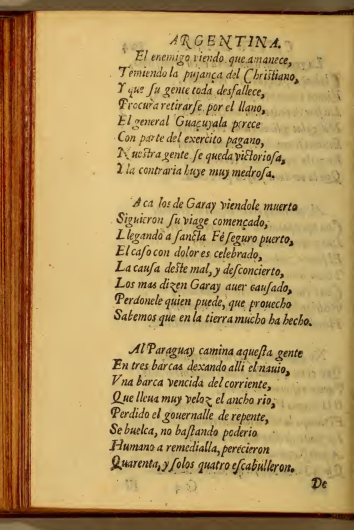 ARGENTINA.
El enemigo viendo que amanece,
Temiendo la pujança del Christiano,
Y que ſu gente toda desfallece,
Procura retirarſe por el llano,
El general Guaçuyala perece
Con parte del exercito pagano,
Nueſtra gente ſe queda victorioſa,
Y la contraria huye muy medroſa.
Aca los de Garay viendole muerto
Siguieron ſu viage començado,
Llegando a ſancta Fè ſeguro puerto,
El caſo con dolor es celebrado,
La cauſa deſte mal, y deſconcierto,
Los mas dizen Garay auer cauſado,
Perdonele quien puede, que prouecho
Sabemos que en la tierra mucho ha hecho.
Al Paraguay camina aqueſta gente
En tres barcas dexando alli el nauio,
Vna barca vencida del corriente,
Que lleua muy veloz el ancho rio,
Perdido el gouernalle de repente,
Se buelca, no baſtando poderio
Humano a remedialla, perecieron
Quarenta, y ſolos quatro eſcabulleron.
De